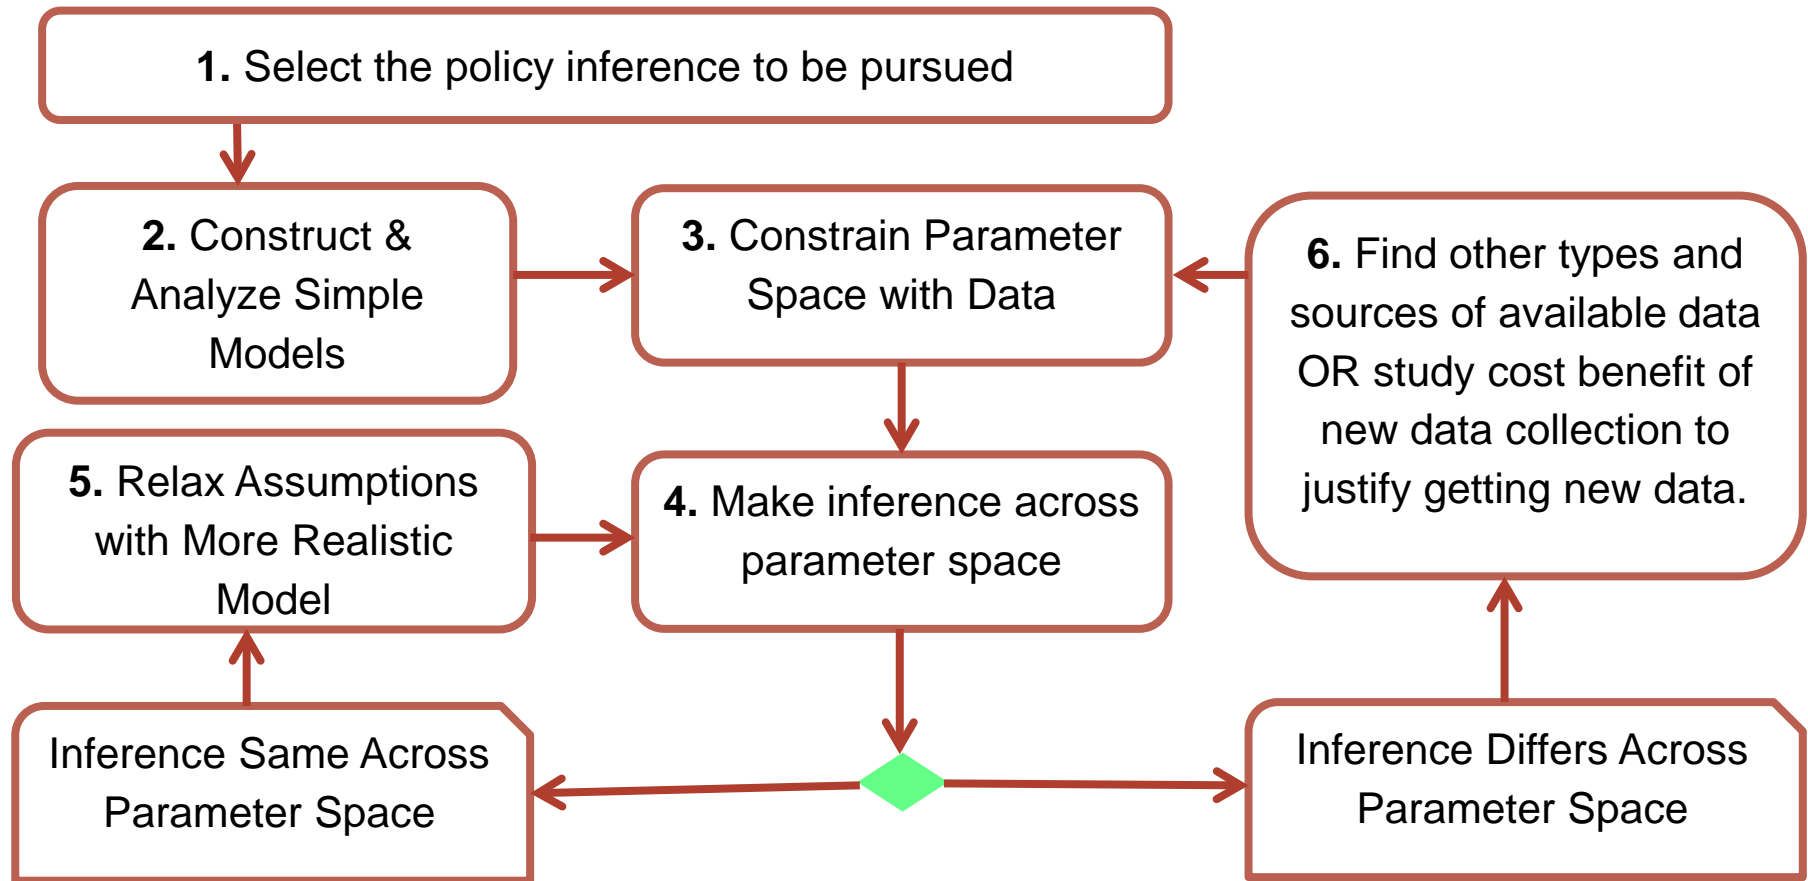 1. Select the policy inference to be pursued
2. Construct &
Analyze Simple
Models
3. Constrain Parameter
Space with Data
6. Find other types and
sources of available data
OR study cost benefit of
new data collection to
justify getting new data.
5. Relax Assumptions
with More Realistic
Model
4. Make inference across
parameter space
Inference Same Across
Parameter Space
Inference Differs Across
Parameter Space